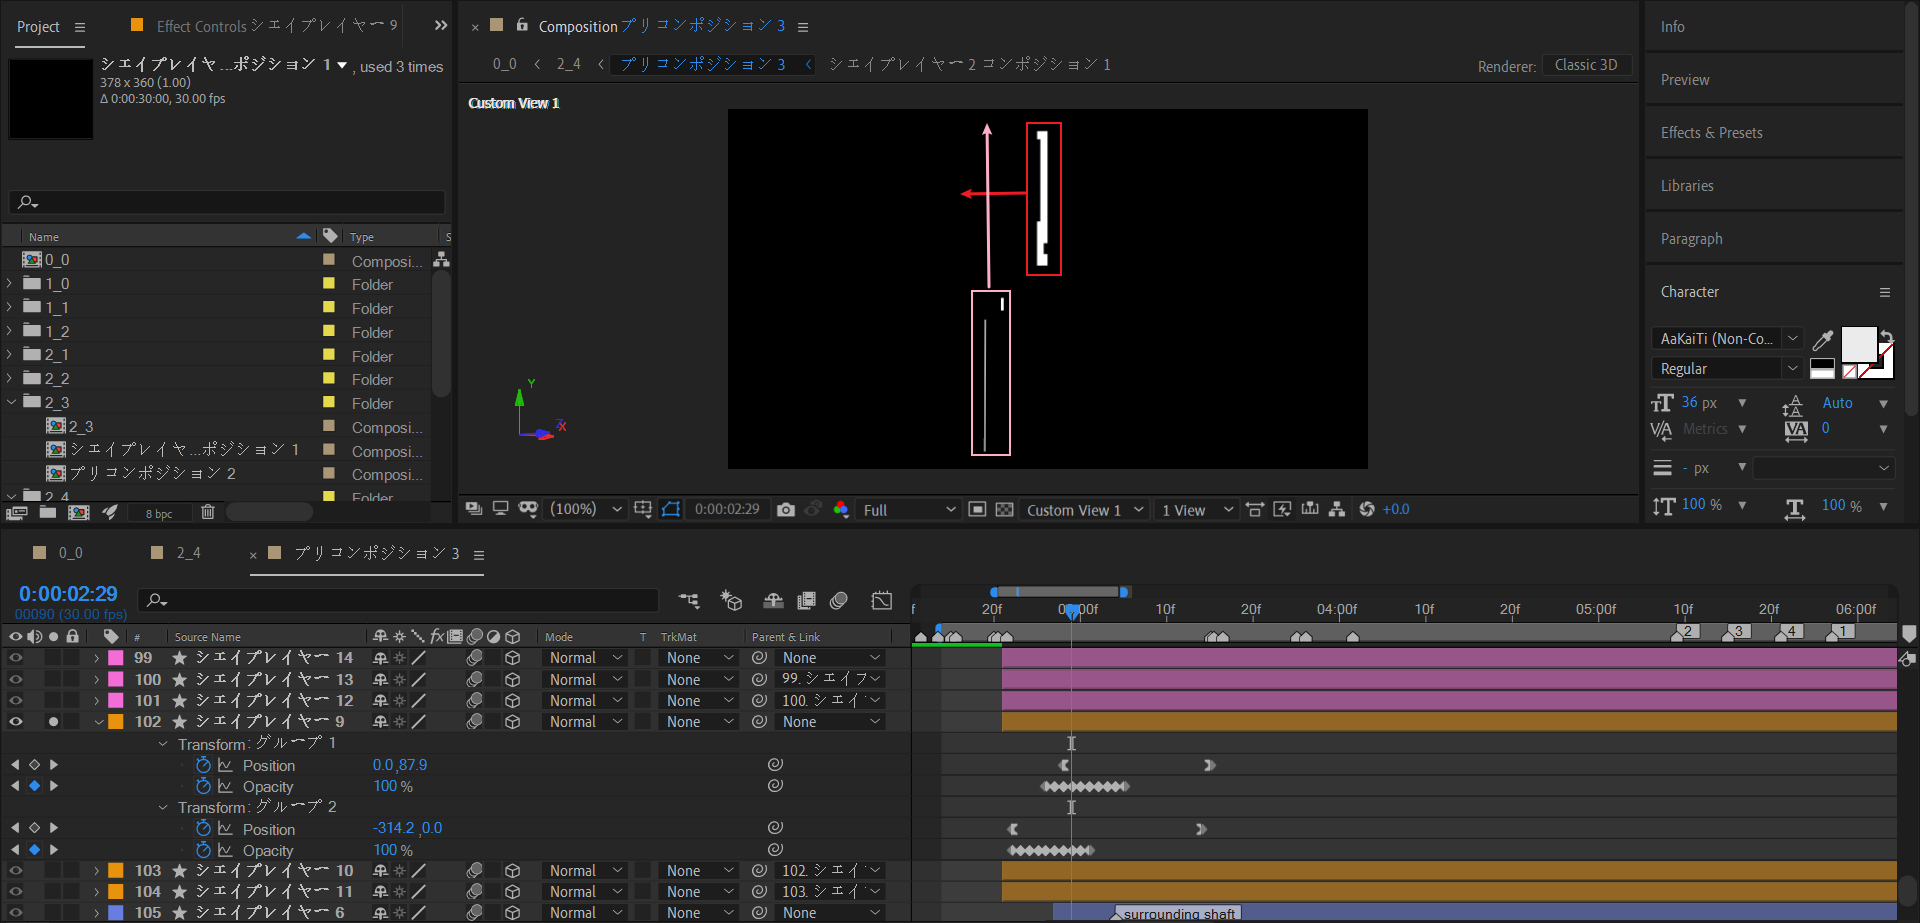 Project
Effect Controls シェイプレイヤー 9
シェイプレイヤ...ポジション 1 , used 3 times
378 x 360 (1.00)
Δ 0:00:30:00, 30.00 fps
Name
Type
S
0_0 Composi...
1_0 Folder
1_1 Folder
1_2 Folder
2_1 Folder
2_2 Folder
2_3 Folder
2_3 Composi...
シェイプレイヤ...ポジション 1 Composi...
プリコンポジション 2 Composi...
2_4 Folder
8 bpc
Composition プリコンポジション 3
0_0 2_4 プリコンポジション 3 シェイプレイヤー 2 コンポジション 1
Renderer: Classic 3D
Custom View 1
Y
Z
X
(100%) 0:00:02:29 Full Custom View 1 1 View +0.0
Info
Preview
Effects & Presets
Libraries
Paragraph
Character
AaKaiTi (Non-Co...
Regular
36 px Auto
Metrics 0
- px
100 % 100 %
0_0 2_4 プリコンポジション 3
0:00:02:29
00090 (30.00 fps)
f 20f 03:00f 10f 20f 04:00f 10f 20f 05:00f 10f 20f 06:00f
2 3 4 1
# Source Name Mode T TrkMat Parent & Link
99 シェイプレイヤー 14 Normal None None
100 シェイプレイヤー 13 Normal None 99. シェイプ
101 シェイプレイヤー 12 Normal None 100. シェイ
102 シェイプレイヤー 9 Normal None None
Transform: グループ 1
Position 0.0,87.9
Opacity 100 %
Transform: グループ 2
Position -314.2,0.0
Opacity 100 %
103 シェイプレイヤー 10 Normal None 102. シェイ
104 シェイプレイヤー 11 Normal None 103. シェイ
105 シェイプレイヤー 6 Normal None None
surrounding shaft